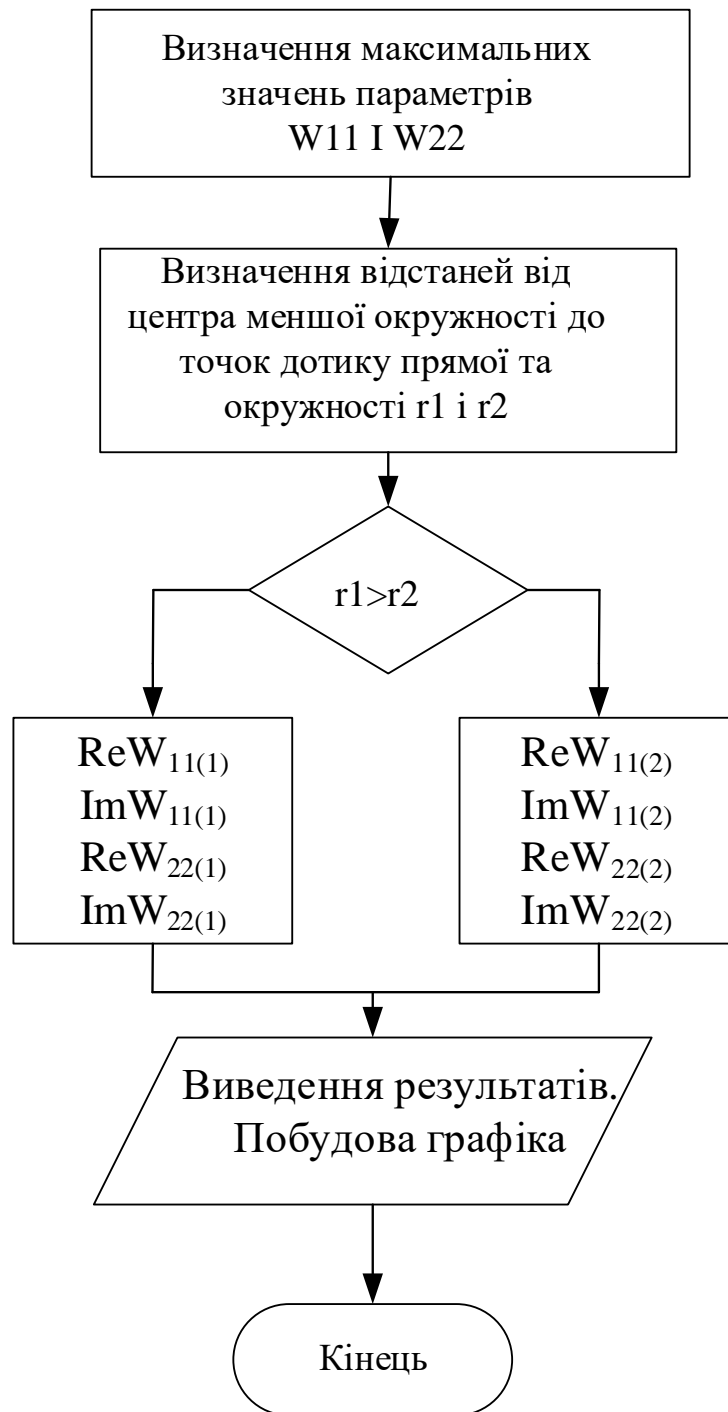 Визначення максимальних
значень параметрів
W11 І W22
Визначення відстаней від
центра меншої окружності до
точок дотику прямої та
окружності r1 і r2
r1>r2
ReW11(1)
ImW11(1)
ReW22(1)
ImW22(1)
ReW11(2)
ImW11(2)
ReW22(2)
ImW22(2)
Виведення результатів.
Побудова графіка
Кінець